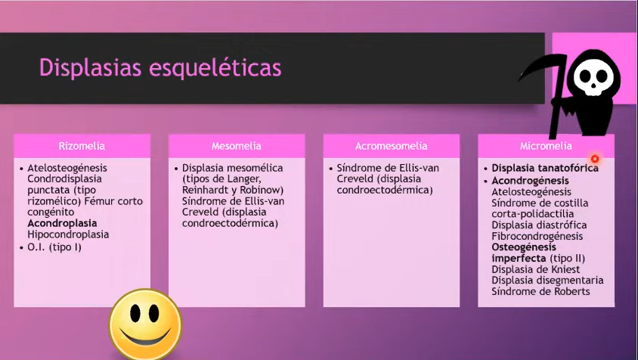 Displasias esqueléticas
Rizomelia
• Atelosteogénesis
Condrodisplasia
punctata (tipo
rizomélico) Fémur corto
congénito
Acondroplasia
Hipocondroplasia
• O.I. (tipo I)
Mesomelia
• Displasia mesomélica
(tipos de Langer,
Reinhardt y Robinow)
Síndrome de Ellis-van
Creveld (displasia
condroectodérmica)
Acromesomelia
• Síndrome de Ellis-van
Creveld (displasia
condroectodérmica)
Micromelia
• Displasia tanatofórica
• Acondrogénesis
Atelosteogénesis
Síndrome de costilla
corta-polidactilia
Displasia diastrófica
Fibrocondrogénesis
Osteogénesis
imperfecta (tipo II)
Displasia de Kniest
Displasia disegmentaria
Síndrome de Roberts